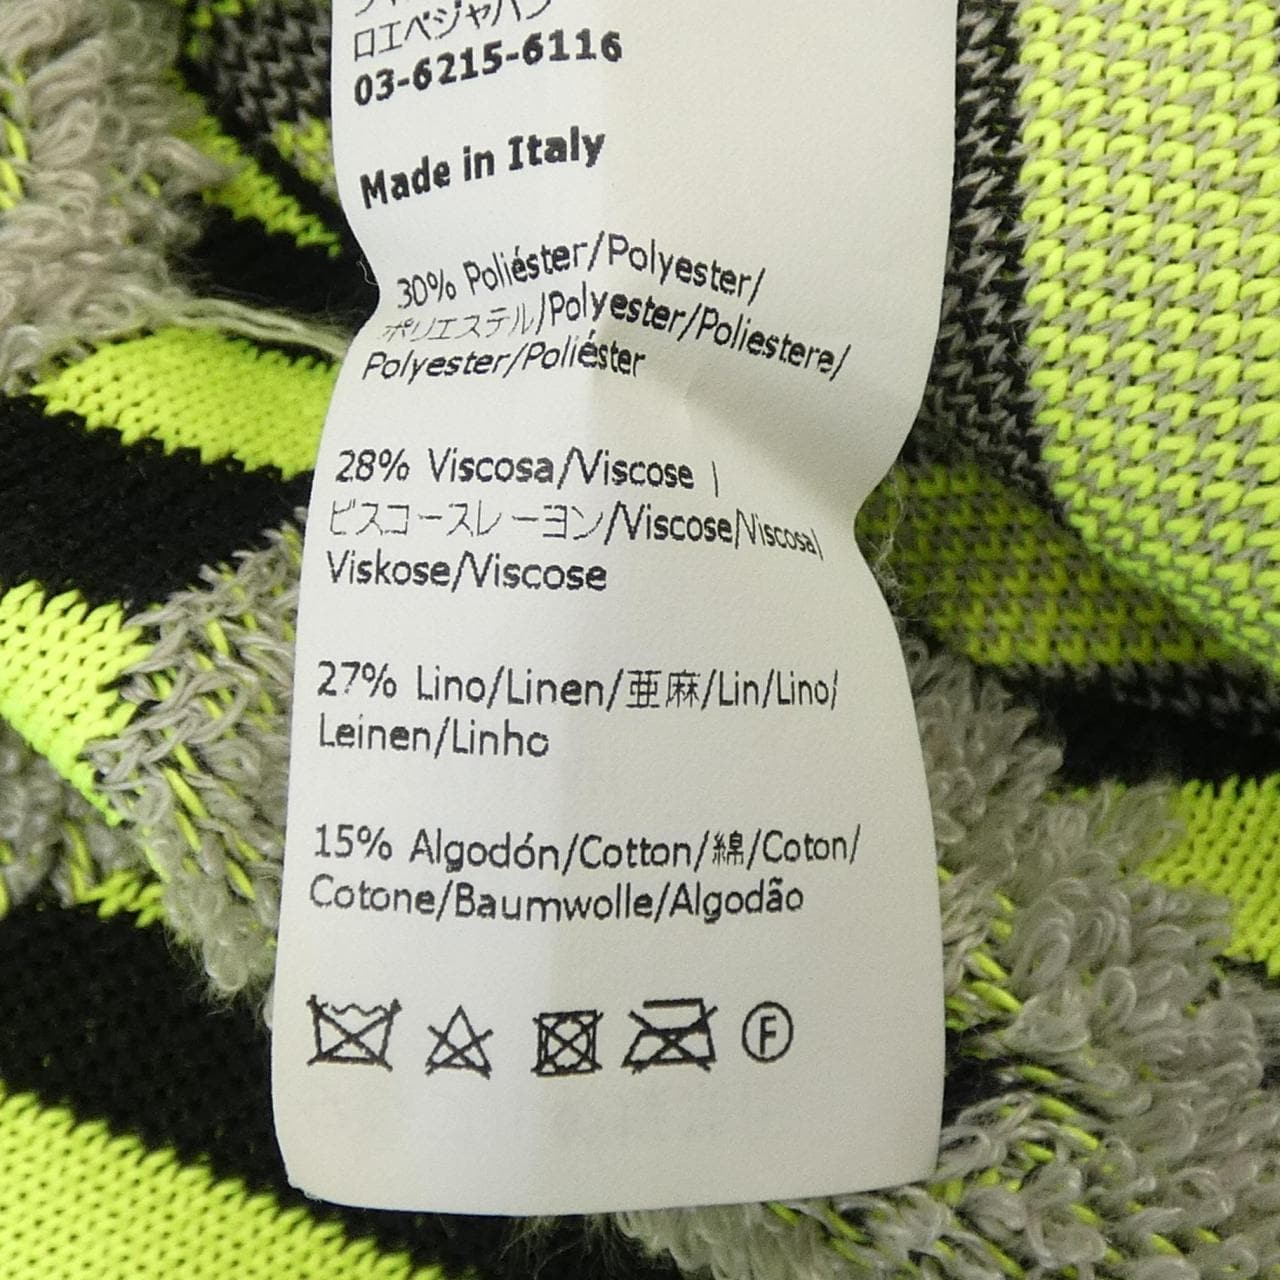 ロエベジャパン
03-6215-6116
Made in Italy
30% Poliéster/Polyester/
ポリエステル/Polyester/Poliestere/
Polyester/Poliéster
28% Viscosa/Viscose /
ビスコースレーヨン/Viscose/Viscosa/
Viskose/Viscose
27% Lino/Linen/亜麻/Lin/Lino/
Leinen/Linho
15% Algodón/Cotton/綿/Coton/
Cotone/Baumwolle/Algodão
F